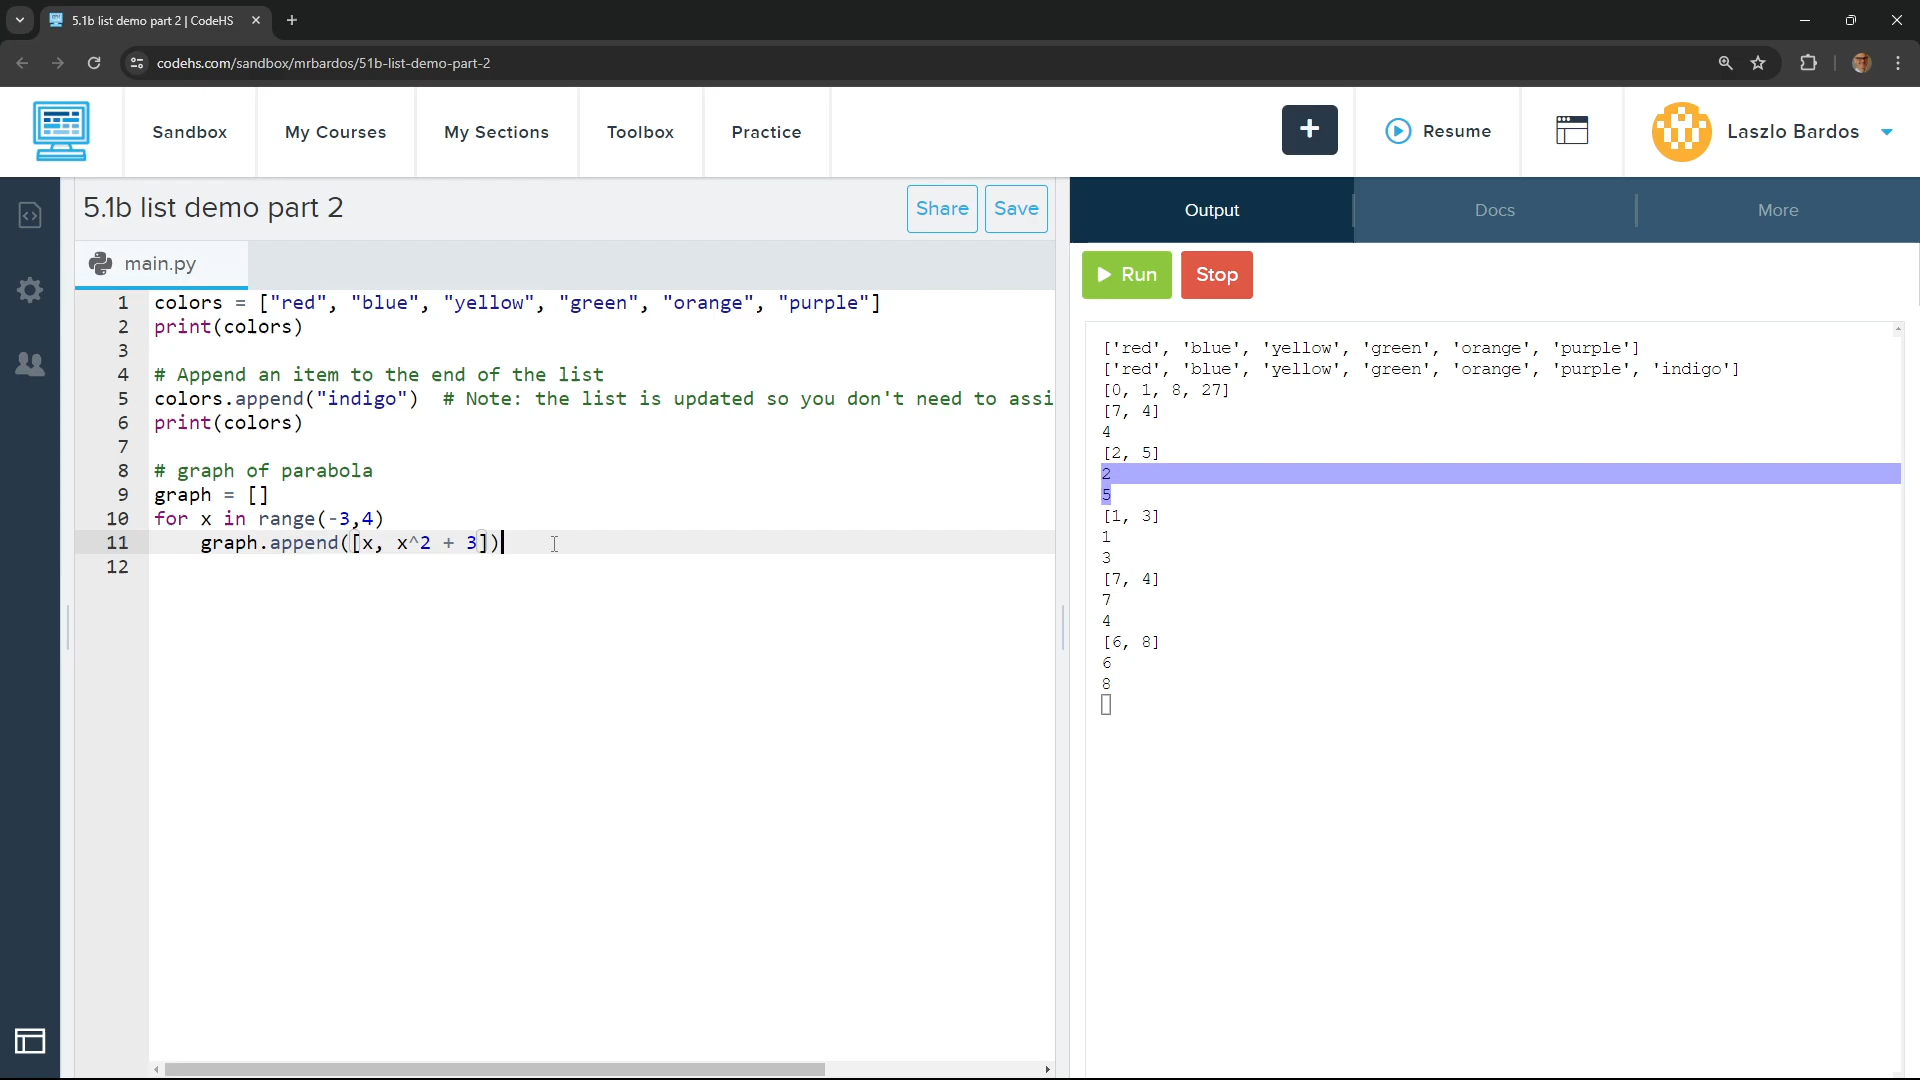 5.1b list demo part 2 | CodeHS
codehs.com/sandbox/mrbardos/51b-list-demo-part-2
Sandbox
My Courses
My Sections
Toolbox
Practice
+
Resume
Laszlo Bardos
5.1b list demo part 2
Share
Save
main.py
1 colors = ["red", "blue", "yellow", "green", "orange", "purple"]
2 print(colors)
3
4 # Append an item to the end of the list
5 colors.append("indigo")  # Note: the list is updated so you don't need to assi
6 print(colors)
7
8 # graph of parabola
9 graph = []
10 for x in range(-3,4)
11     graph.append([x, x^2 + 3])
12
Output
Docs
More
Run
Stop
['red', 'blue', 'yellow', 'green', 'orange', 'purple']
['red', 'blue', 'yellow', 'green', 'orange', 'purple', 'indigo']
[0, 1, 8, 27]
[7, 4]
4
[2, 5]
2
5
[1, 3]
1
3
[7, 4]
7
4
[6, 8]
6
8